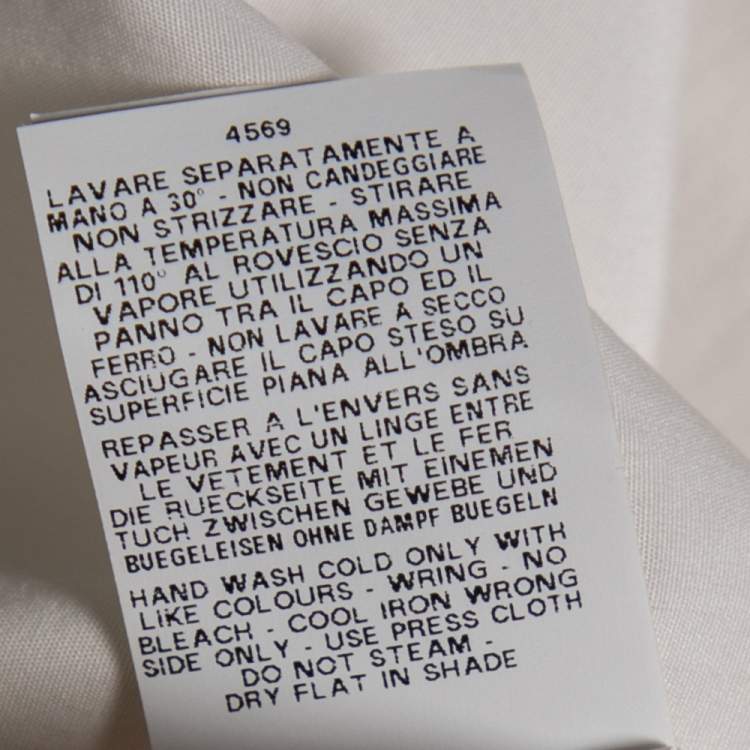 4569
LAVARE SEPARATAMENTE A
MANO A 30° - NON CANDEGGIARE
NON STRIZZARE - STIRARE
ALLA TEMPERATURA MASSIMA
DI 110° AL ROVESCIO SENZA
VAPORE UTILIZZANDO UN
PANNO TRA IL CAPO ED IL
FERRO - NON LAVARE A SECCO
ASCIUGARE IL CAPO STESO SU
SUPERFICIE PIANA ALL'OMBRA
REPASSER A L'ENVERS SANS
VAPEUR AVEC UN LINGE ENTRE
LE VETEMENT ET LE FER
DIE RUECKSEITE MIT EINEMEN
TUCH ZWISCHEN GEWEBE UND
BUEGELEISEN OHNE DAMPF BUEGELN
HAND WASH COLD ONLY WITH
LIKE COLOURS - WRING - NO
BLEACH - COOL IRON WRONG
SIDE ONLY - USE PRESS CLOTH
DO NOT STEAM -
DRY FLAT IN SHADE